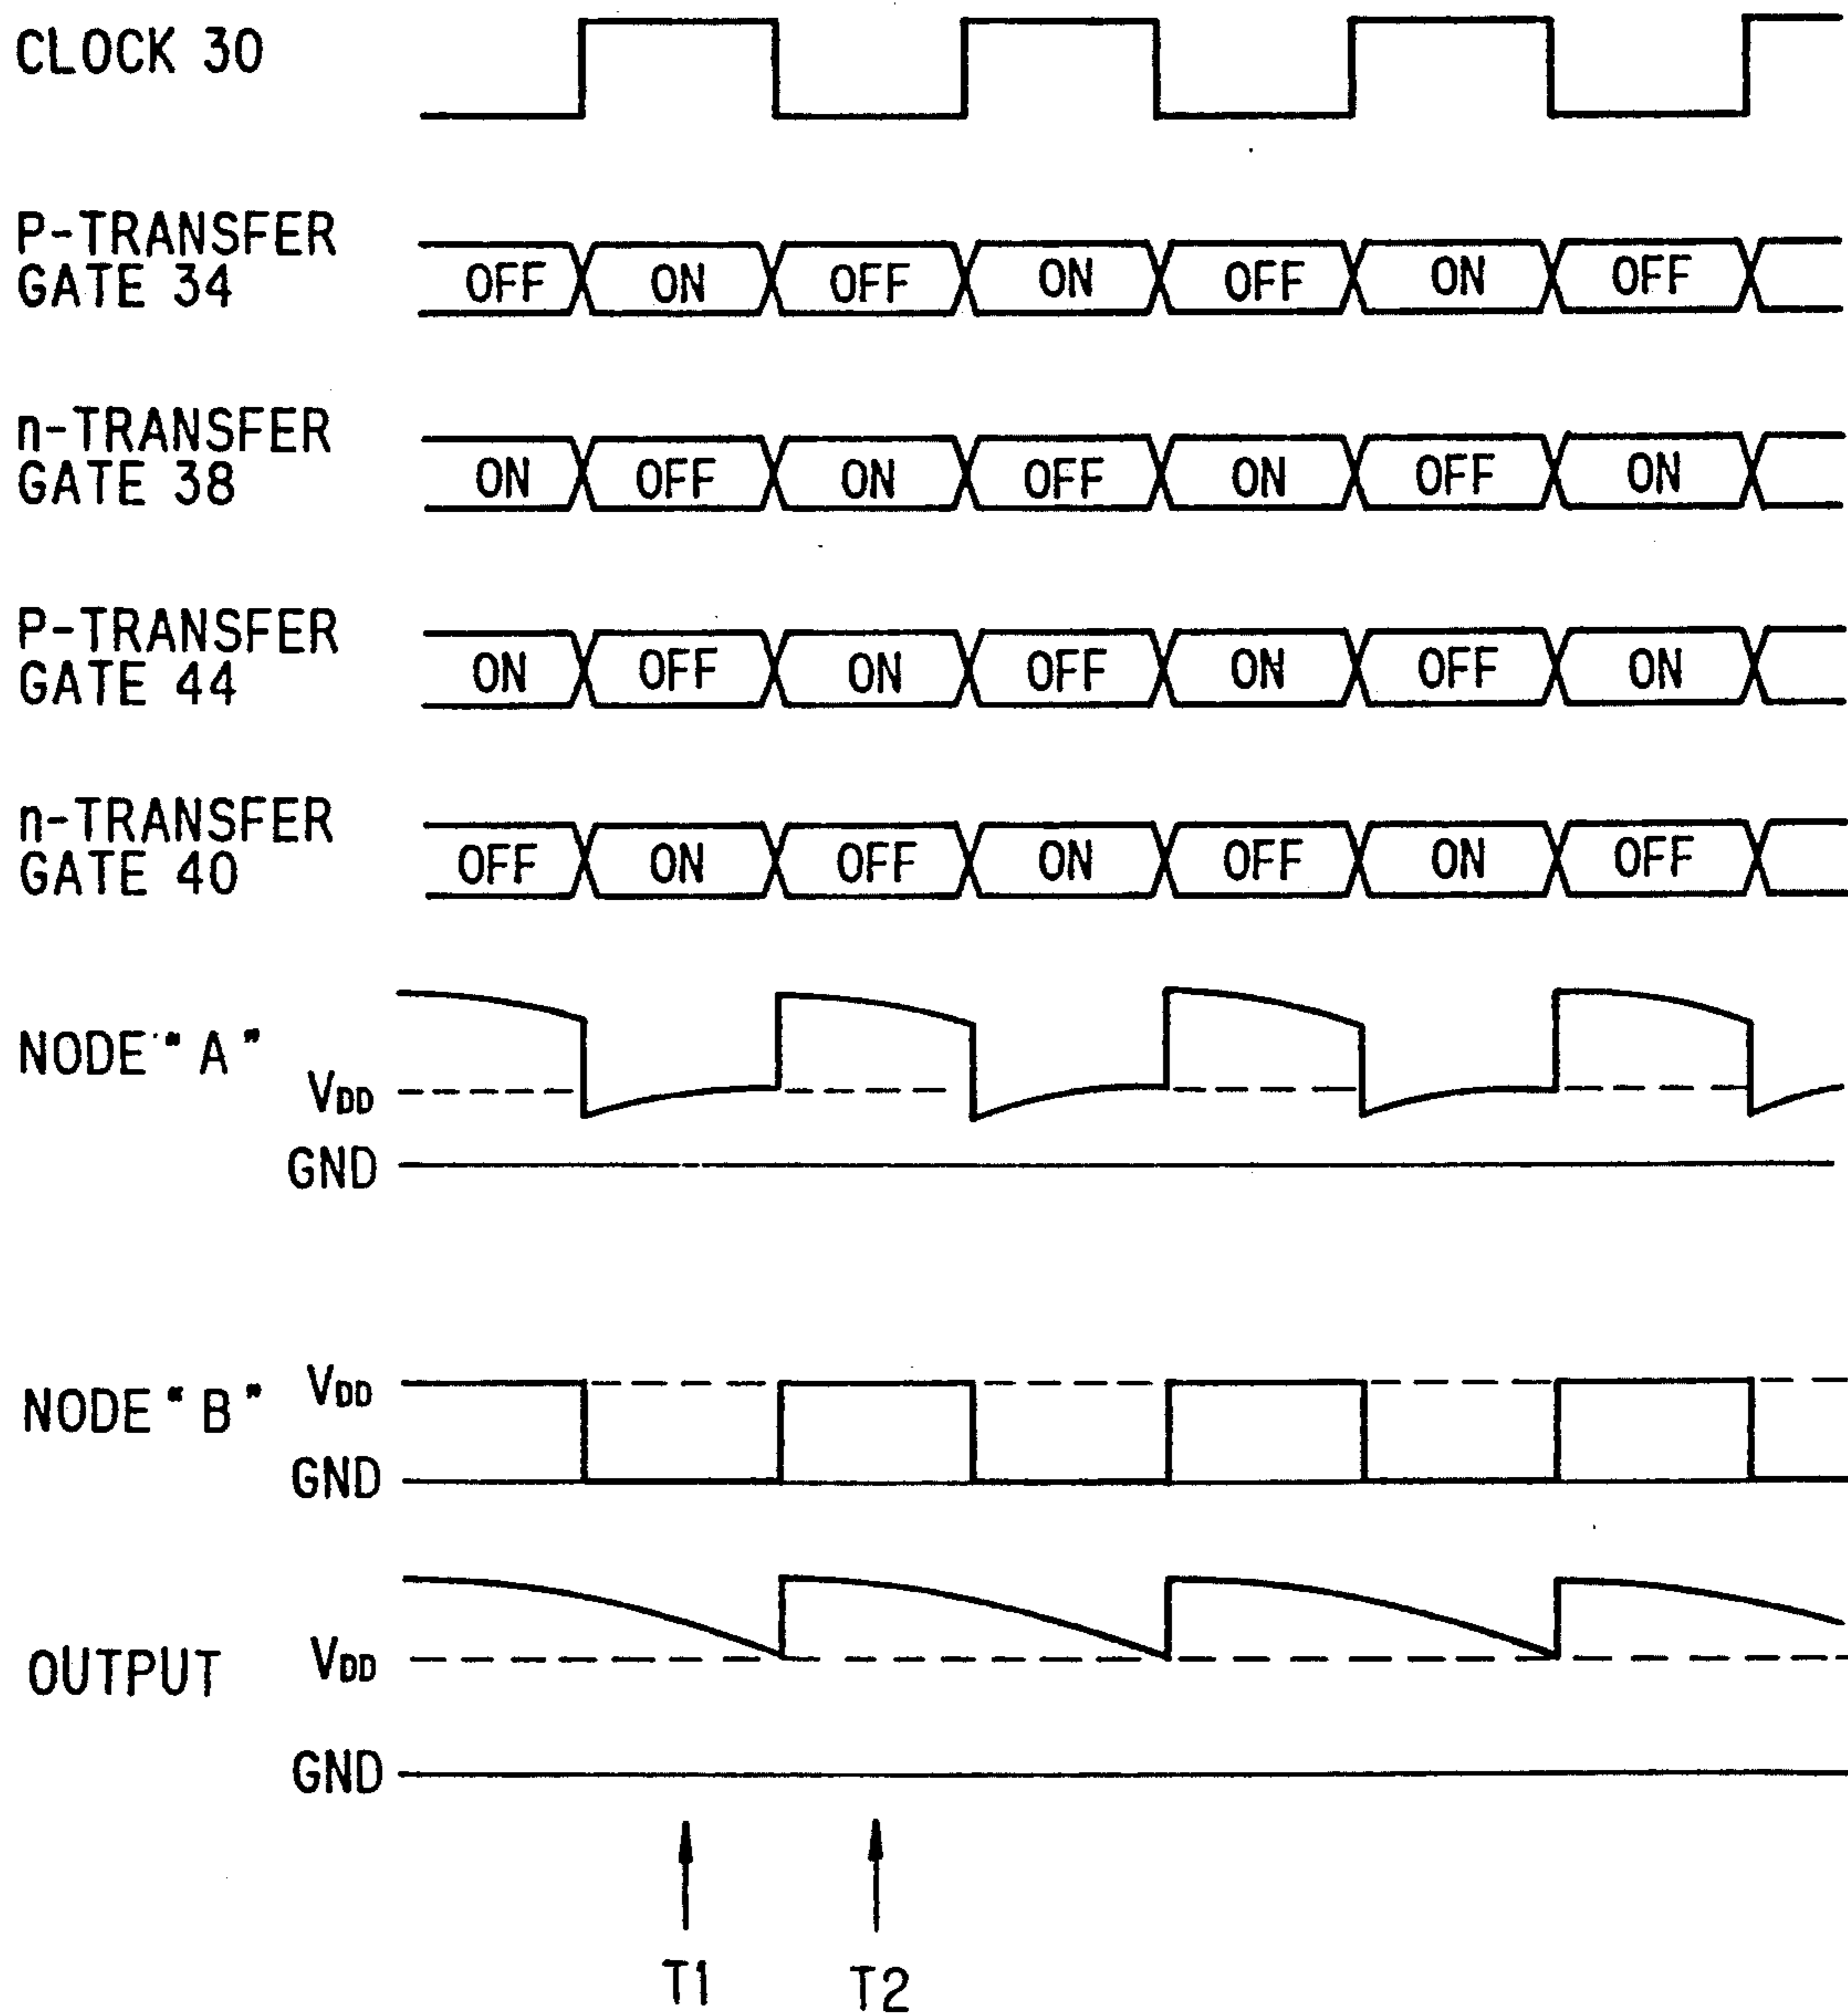 CLOCK 30
P-TRANSFER
GATE 34
OFF ON OFF ON OFF ON OFF
n-TRANSFER
GATE 38
ON OFF ON OFF ON OFF ON
P-TRANSFER
GATE 44
ON OFF ON OFF ON OFF ON
n-TRANSFER
GATE 40
OFF ON OFF ON OFF ON OFF
NODE "A"
VDD
GND
NODE "B"
VDD
GND
OUTPUT
VDD
GND
T1 T2